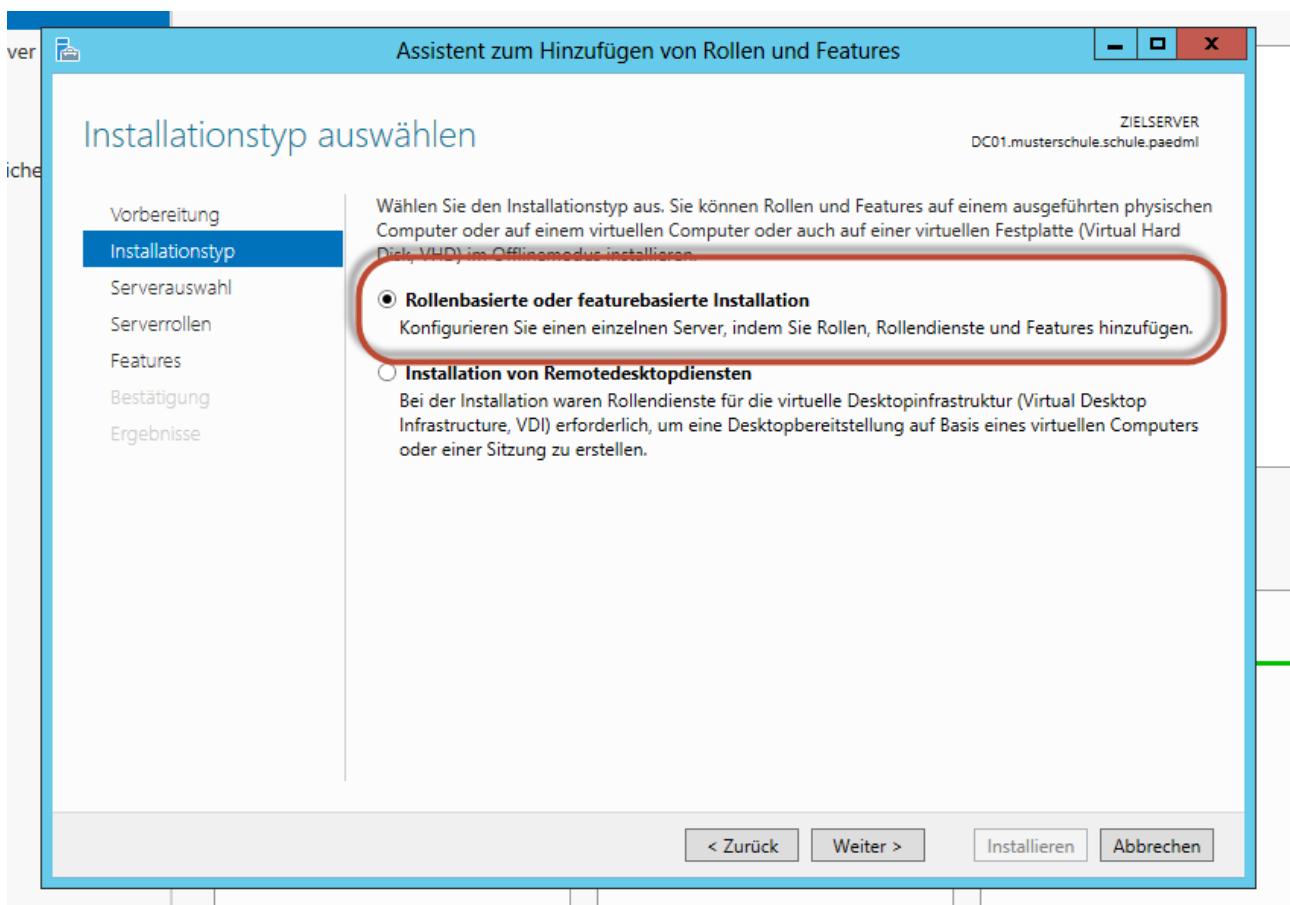 ver
Assistent zum Hinzufügen von Rollen und Features
Installationstyp auswählen
ZIELSERVER
DC01.musterschule.schule.paedml
iche
Vorbereitung
Installationstyp
Serverauswahl
Serverrollen
Features
Bestätigung
Ergebnisse
Wählen Sie den Installationstyp aus. Sie können Rollen und Features auf einem ausgeführten physischen
Computer oder auf einem virtuellen Computer oder auch auf einer virtuellen Festplatte (Virtual Hard
Disk, VHD) im Offlinemodus installieren.
Rollenbasierte oder featurebasierte Installation
Konfigurieren Sie einen einzelnen Server, indem Sie Rollen, Rollendienste und Features hinzufügen.
Installation von Remotedesktopdiensten
Bei der Installation waren Rollendienste für die virtuelle Desktopinfrastruktur (Virtual Desktop
Infrastructure, VDI) erforderlich, um eine Desktopbereitstellung auf Basis eines virtuellen Computers
oder einer Sitzung zu erstellen.
< Zurück
Weiter >
Installieren
Abbrechen